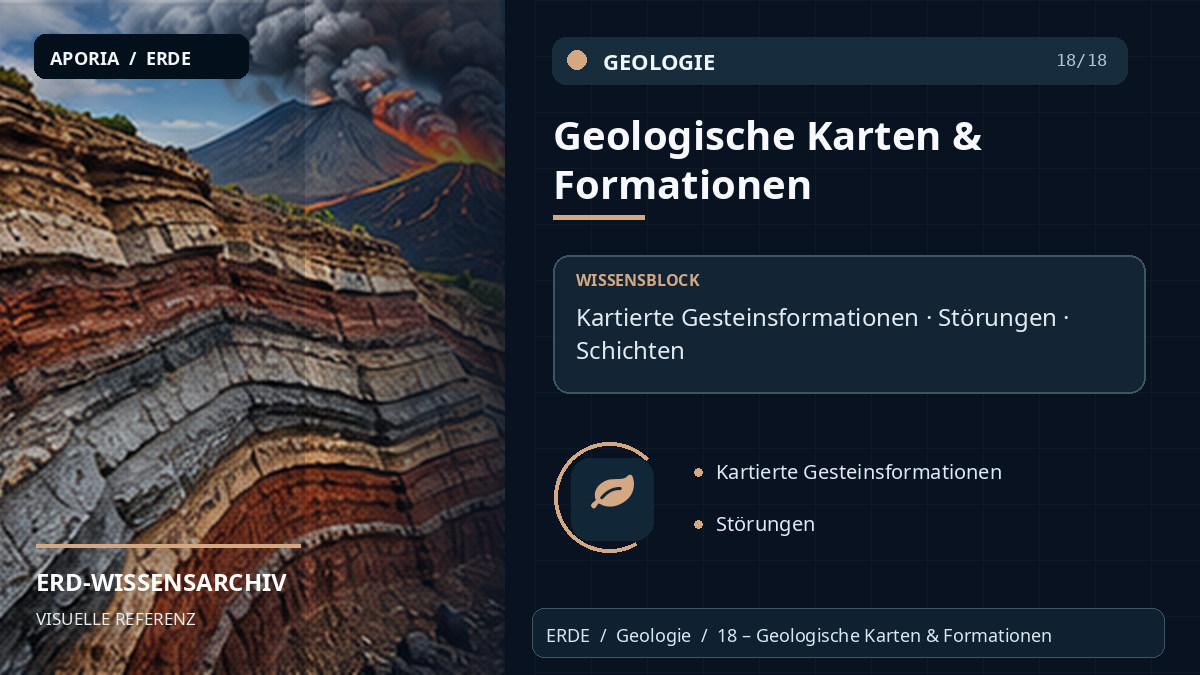 APORIA / ERDE
ERD-WISSENSARCHIV
VISUELLE REFERENZ
GEOLOGIE
18/18
Geologische Karten &
Formationen
WISSENSBLOCK
Kartierte Gesteinsformationen · Störungen ·
Schichten
Kartierte Gesteinsformationen
Störungen
ERDE / Geologie / 18 – Geologische Karten & Formationen